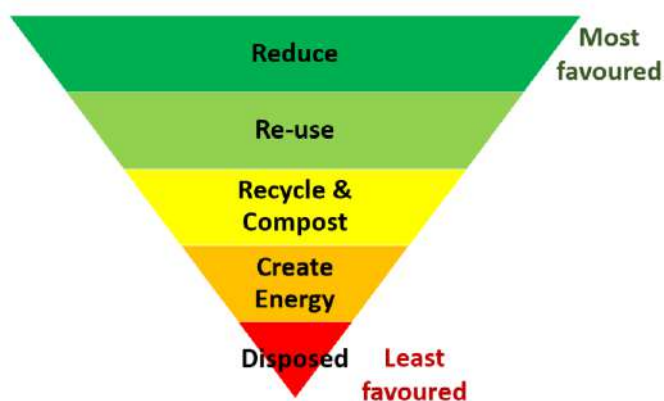 Reduce
Most
favoured
Re-use
Recycle &
Compost
Create
Energy
Disposed
Least
favoured